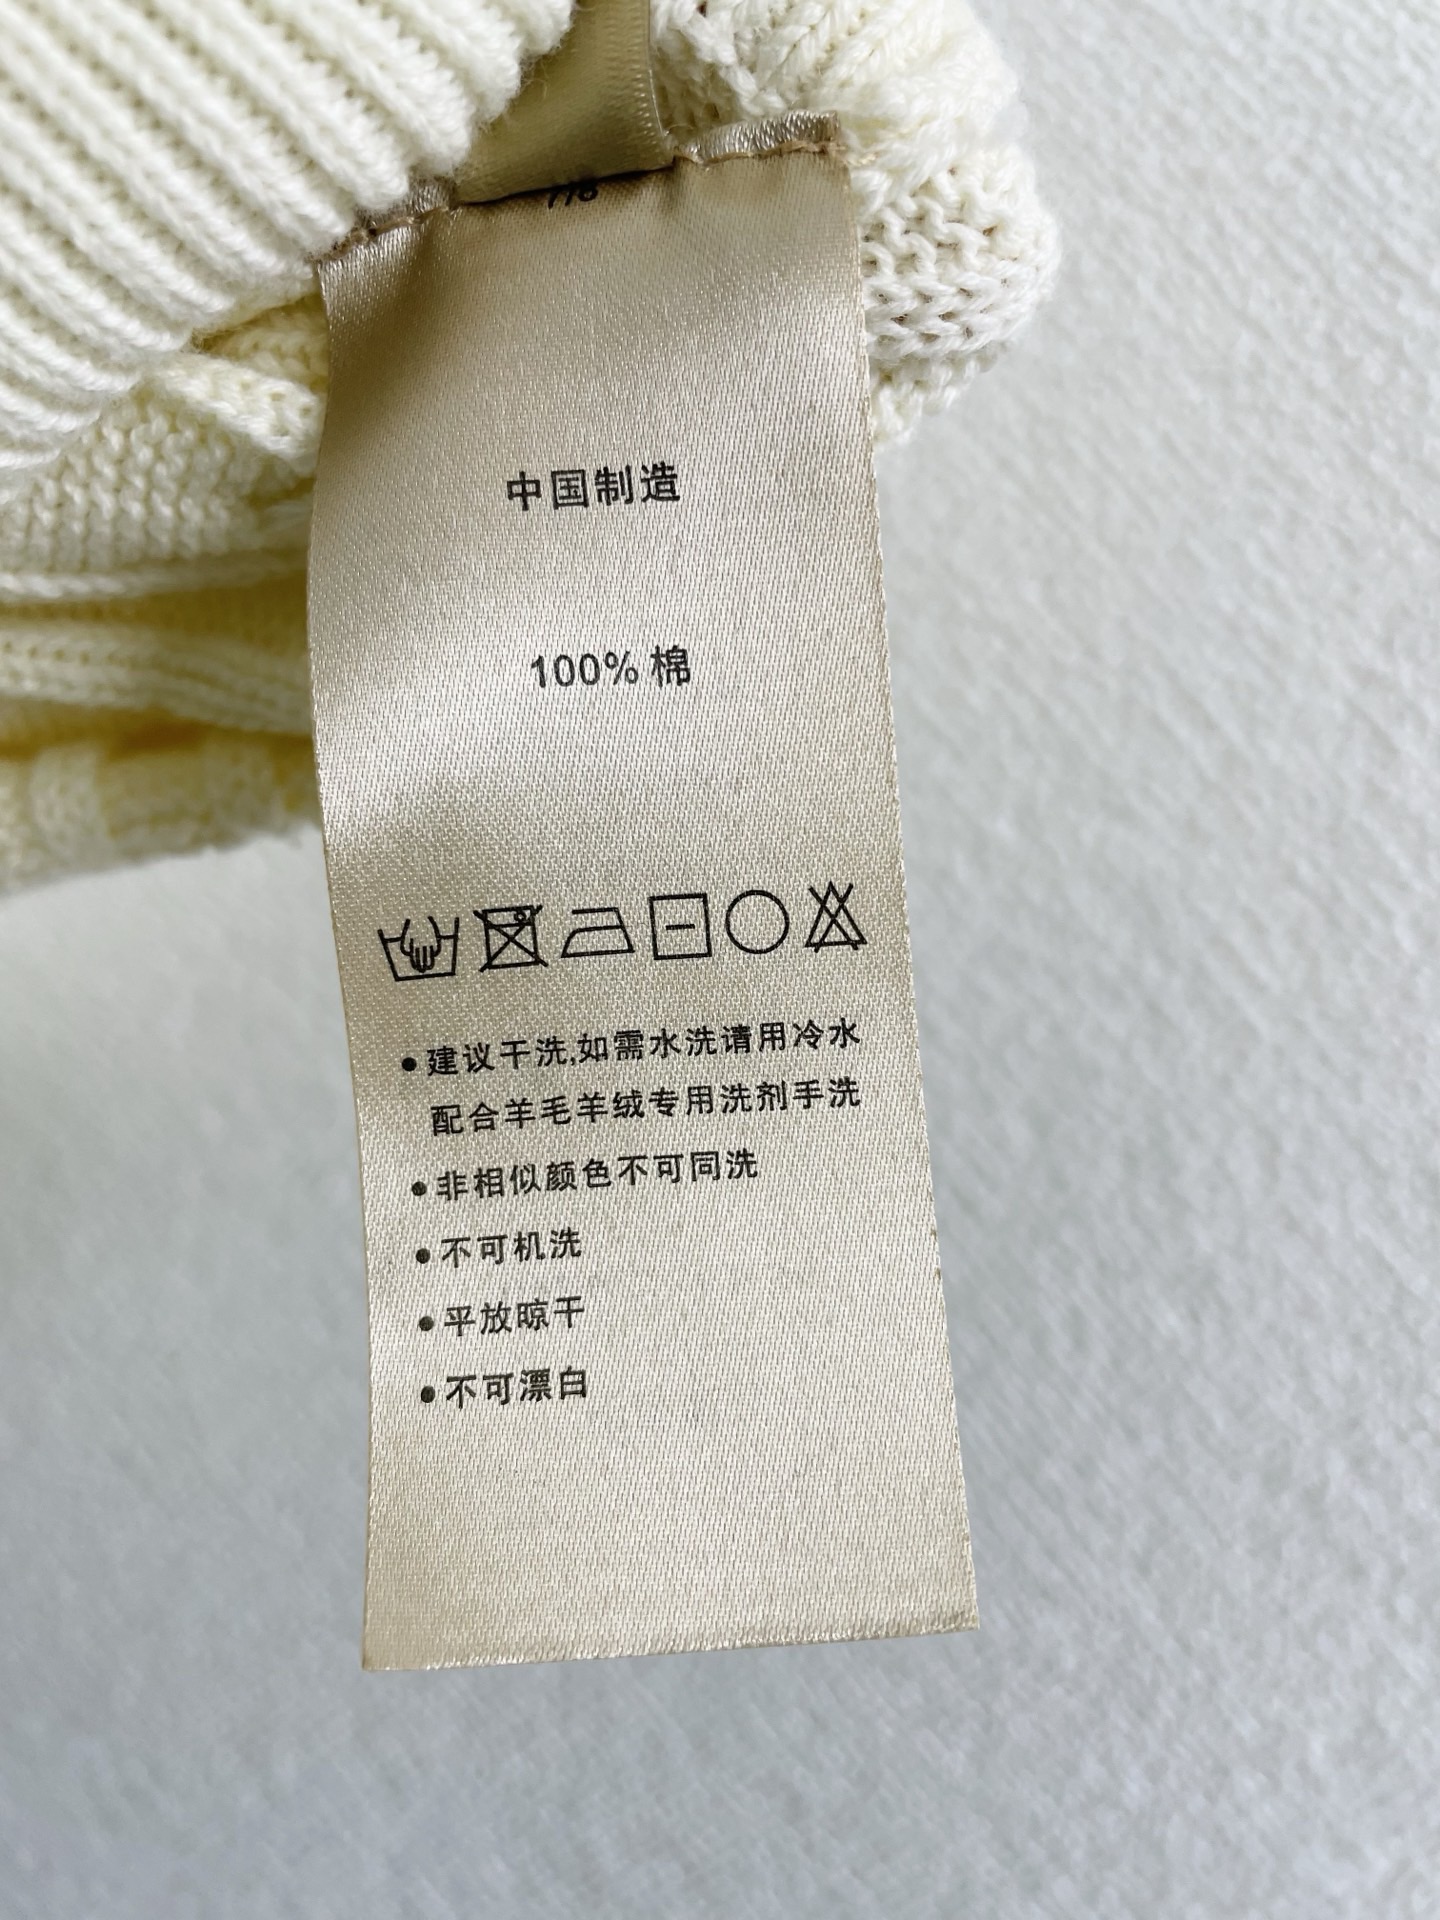 中国制造
100% 棉
•建议干洗,如需水洗请用冷水
配合羊毛羊绒专用洗剂手洗
•非相似颜色不可同洗
•不可机洗
•平放晾干
•不可漂白